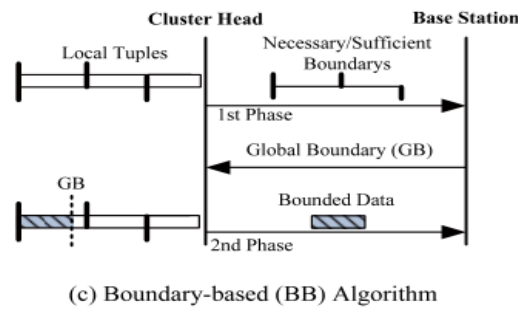 Cluster Head
Base Station
Local Tuples
Necessary/Sufficient
Boundarys
1st Phase
Global Boundary (GB)
GB
Bounded Data
2nd Phase
(c) Boundary-based (BB) Algorithm